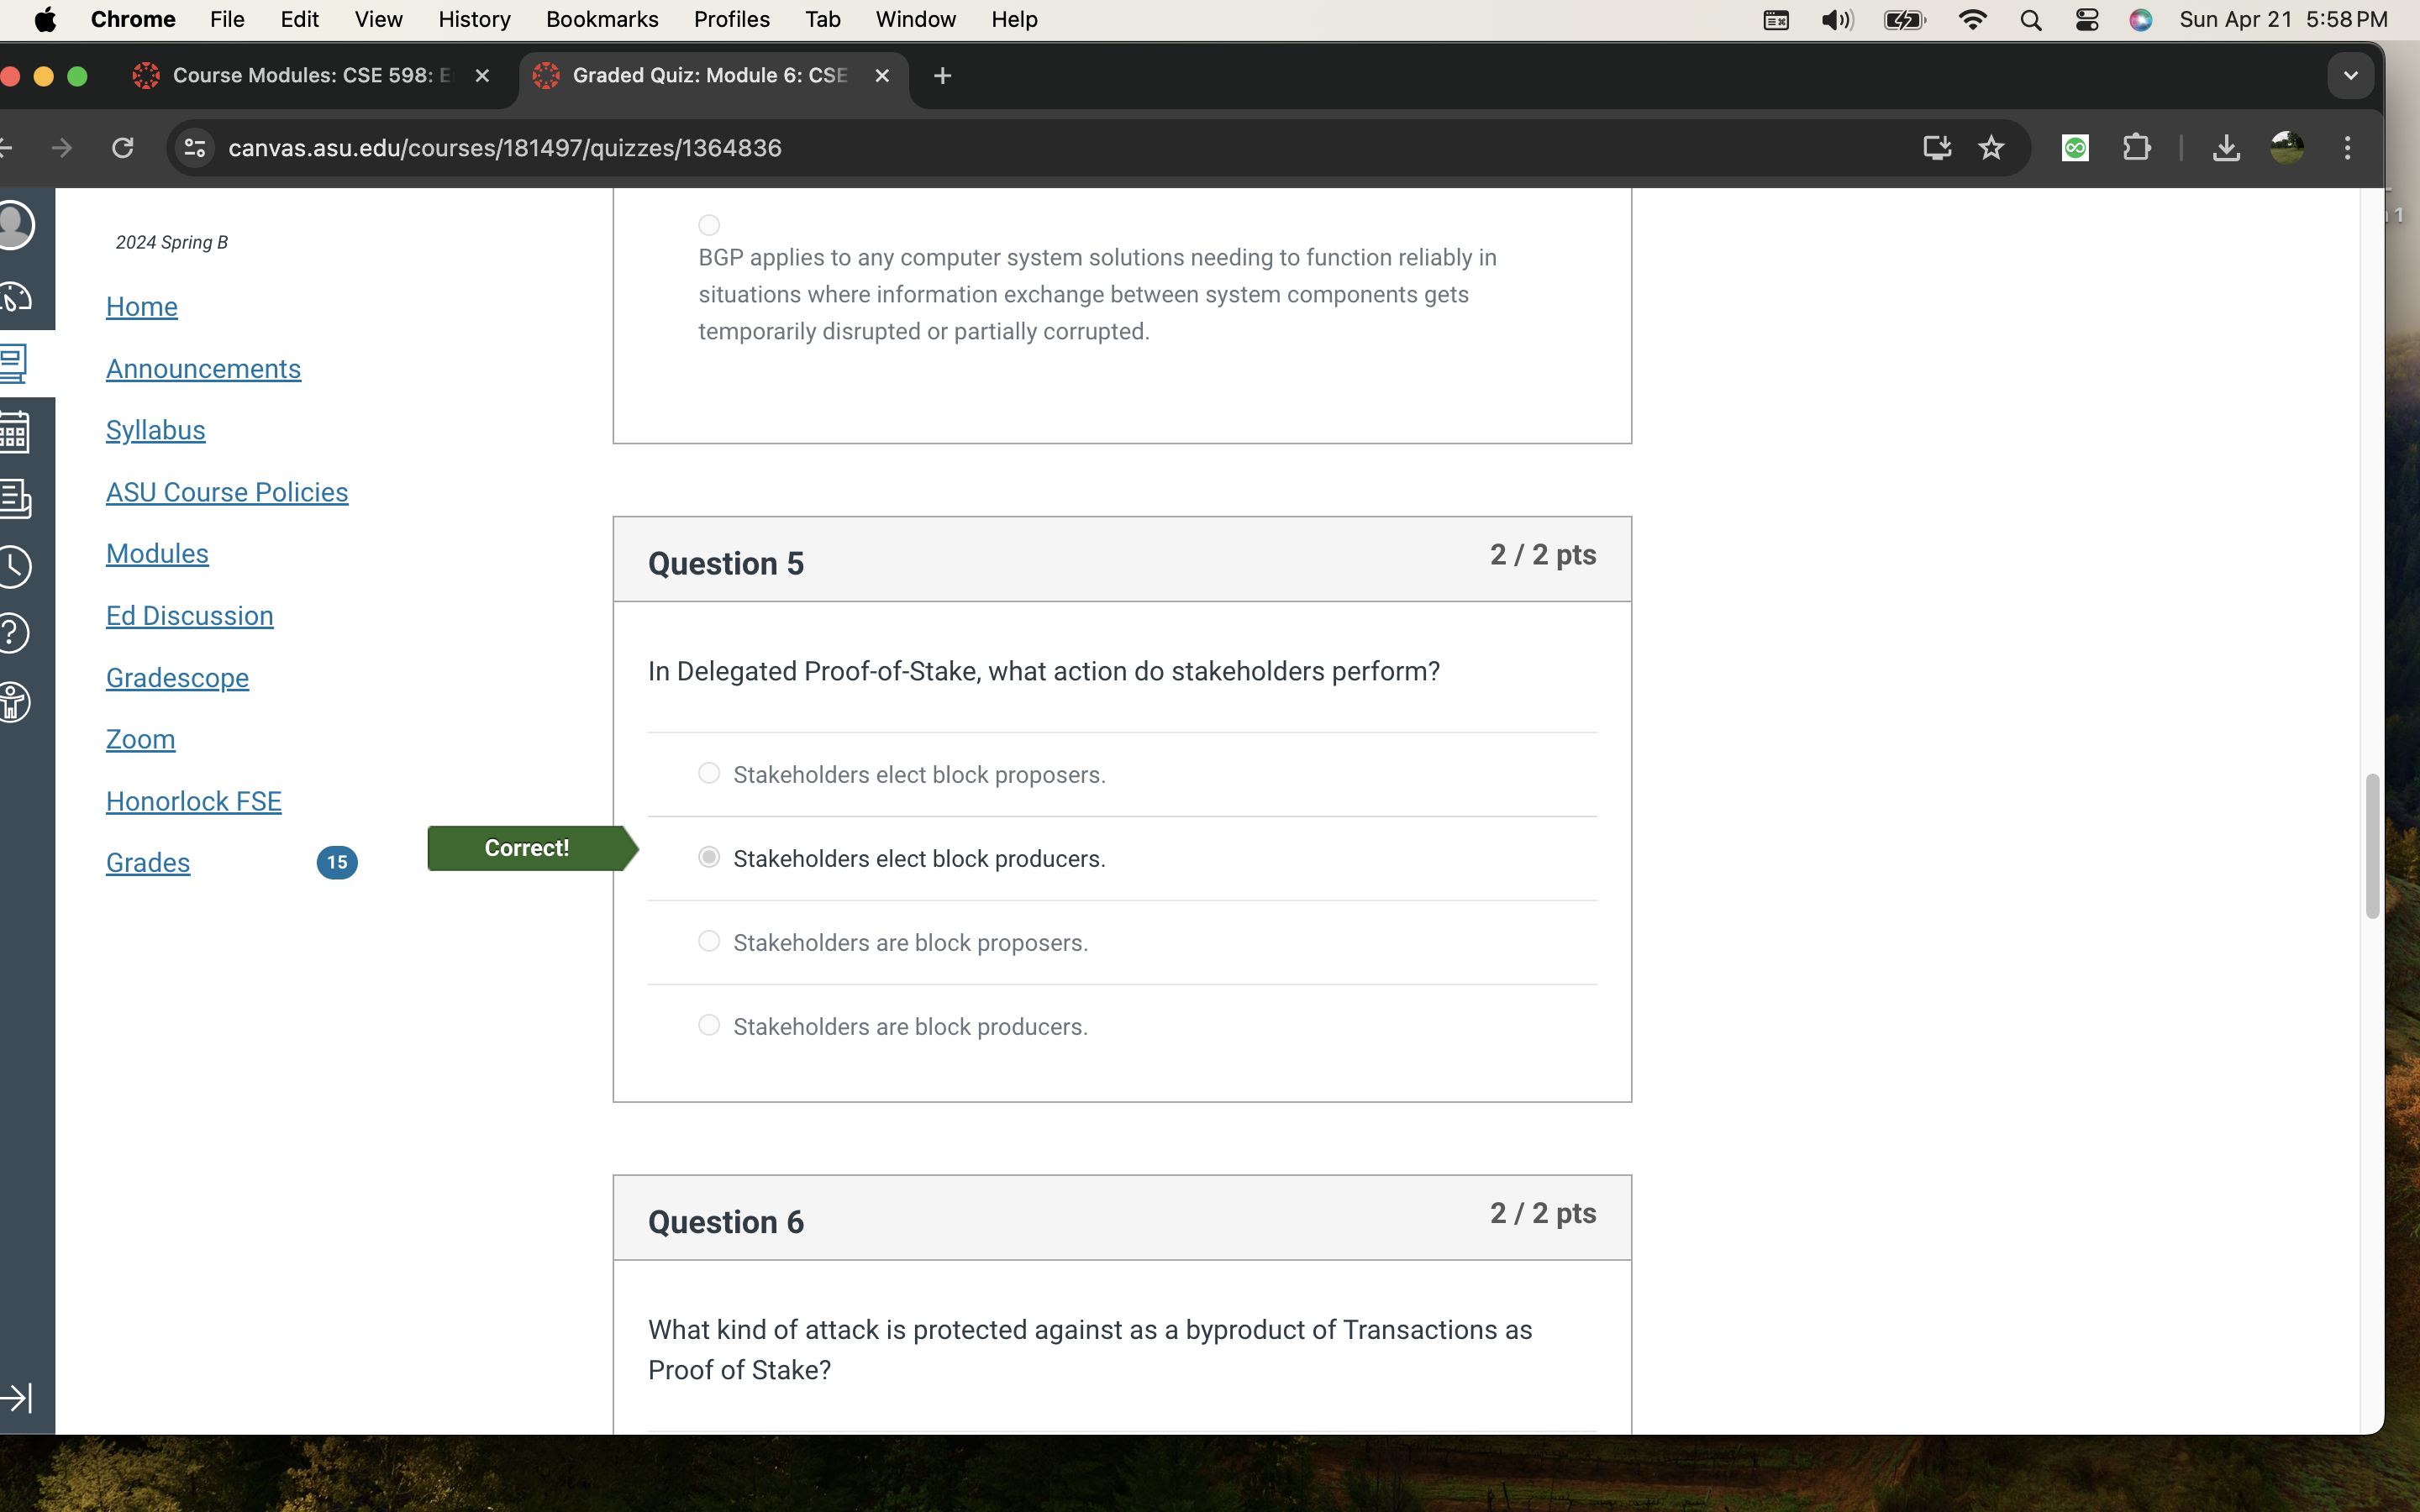 Chrome File Edit View History Bookmarks Profiles Tab Window Help Sun Apr 21 5:58 PM
Course Modules: CSE 598: Graded Quiz: Module 6: CSE
canvas.asu.edu/courses/181497/quizzes/1364836
2024 Spring B
Home
Announcements
Syllabus
ASU Course Policies
Modules
Ed Discussion
Gradescope
Zoom
Honorlock FSE
Grades 15
BGP applies to any computer system solutions needing to function reliably in
situations where information exchange between system components gets
temporarily disrupted or partially corrupted.
Question 5 2 / 2 pts
In Delegated Proof-of-Stake, what action do stakeholders perform?
Stakeholders elect block proposers.
Correct! Stakeholders elect block producers.
Stakeholders are block proposers.
Stakeholders are block producers.
Question 6 2 / 2 pts
What kind of attack is protected against as a byproduct of Transactions as
Proof of Stake?